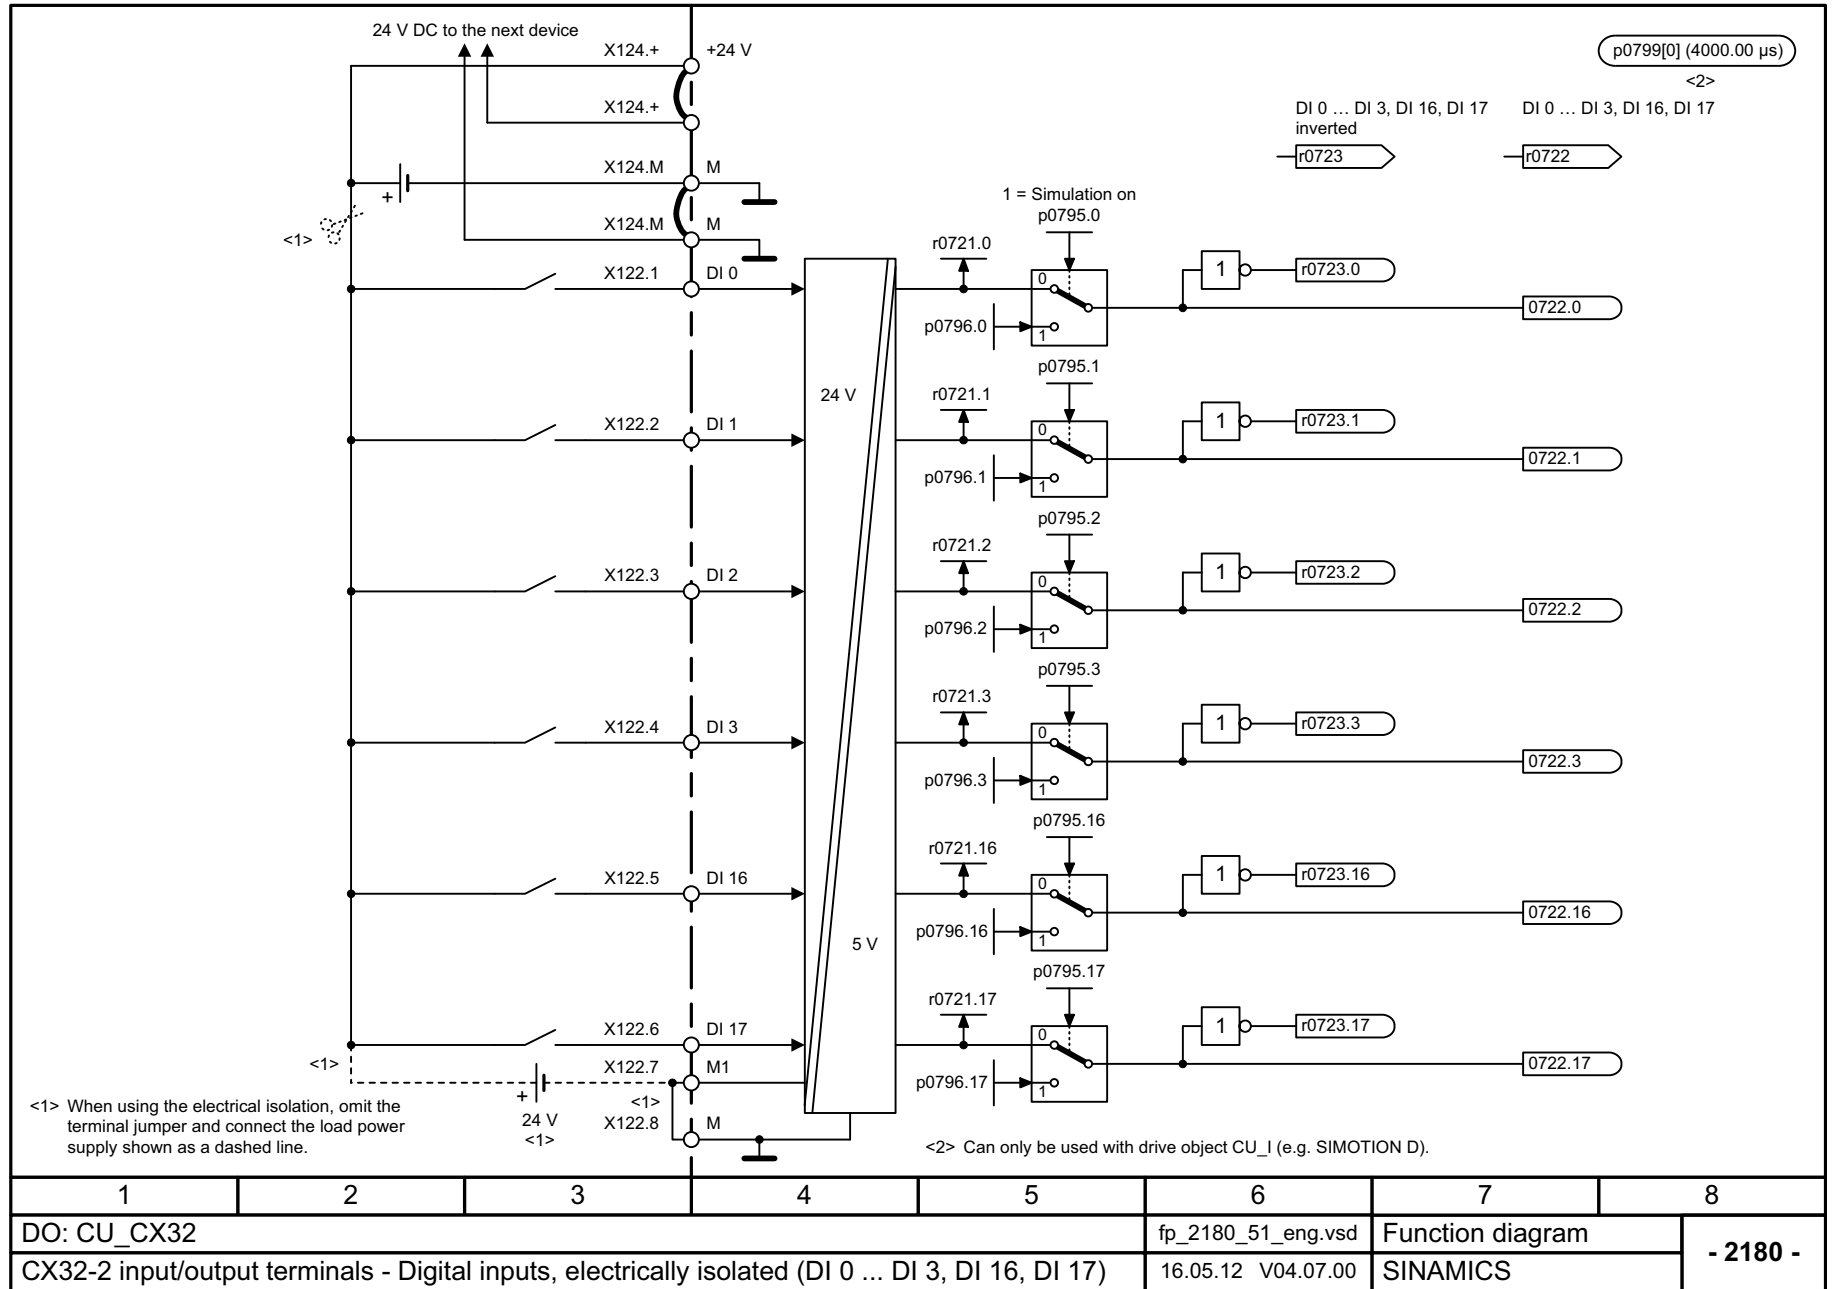 24 V DC to the next device
X124.+
+24 V
p0799[0] (4000.00 µs)
<2>
X124.+
DI 0 … DI 3, DI 16, DI 17
inverted
DI 0 … DI 3, DI 16, DI 17
r0723
r0722
X124.M
M
+
1 = Simulation on
p0795.0
<1>
X124.M
M
r0721.0
X122.1
DI 0
0
1
r0723.0
p0796.0
1
0722.0
p0795.1
24 V
r0721.1
X122.2
DI 1
0
1
r0723.1
p0796.1
1
0722.1
p0795.2
r0721.2
X122.3
DI 2
0
1
r0723.2
p0796.2
1
0722.2
p0795.3
r0721.3
X122.4
DI 3
0
1
r0723.3
p0796.3
1
0722.3
p0795.16
r0721.16
X122.5
DI 16
0
1
r0723.16
p0796.16
1
0722.16
5 V
p0795.17
r0721.17
X122.6
DI 17
0
1
r0723.17
p0796.17
1
0722.17
<1>
X122.7
M1
+
24 V
<1>
<1>
X122.8
M
<1> When using the electrical isolation, omit the
terminal jumper and connect the load power
supply shown as a dashed line.
<2> Can only be used with drive object CU_I (e.g. SIMOTION D).
1 2 3 4 5 6 7 8
DO: CU_CX32
fp_2180_51_eng.vsd
Function diagram
- 2180 -
CX32-2 input/output terminals - Digital inputs, electrically isolated (DI 0 ... DI 3, DI 16, DI 17)
16.05.12 V04.07.00
SINAMICS